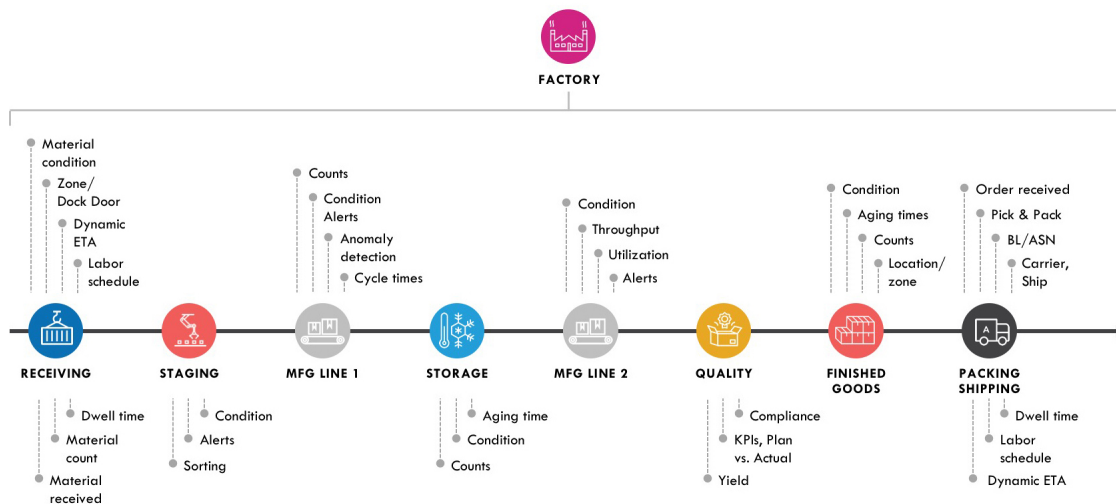 FACTORY
Material
condition
Zone/
Dock Door
Dynamic
ETA
Labor
schedule
Counts
Condition
Alerts
Anomaly
detection
Cycle times
Condition
Throughput
Utilization
Alerts
Condition
Aging times
Counts
Location/
zone
Order received
Pick & Pack
BL/ASN
Carrier,
Ship
A
RECEIVING
STAGING
MFG LINE 1
STORAGE
MFG LINE 2
QUALITY
FINISHED
GOODS
PACKING
SHIPPING
Dwell time
Material
count
Material
received
Condition
Alerts
Sorting
Aging time
Condition
Counts
Compliance
KPIs, Plan
vs. Actual
Yield
Dwell time
Labor
schedule
Dynamic ETA